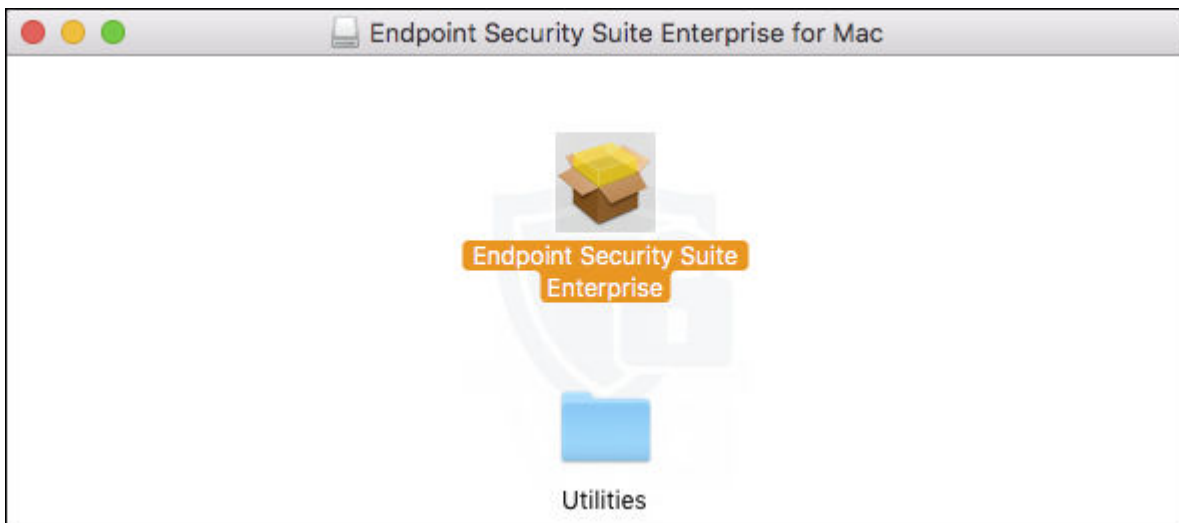 Endpoint Security Suite Enterprise for Mac
Endpoint Security Suite
Enterprise
Utilities